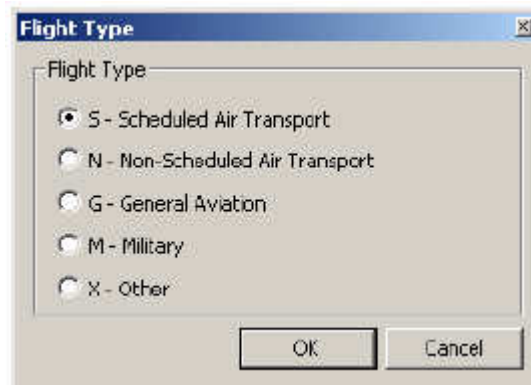 Flight Type
Flight Type
S - Scheduled Air Transport
N - Non-Scheduled Air Transport
G - General Aviation
M - Military
X - Other
OK Cancel